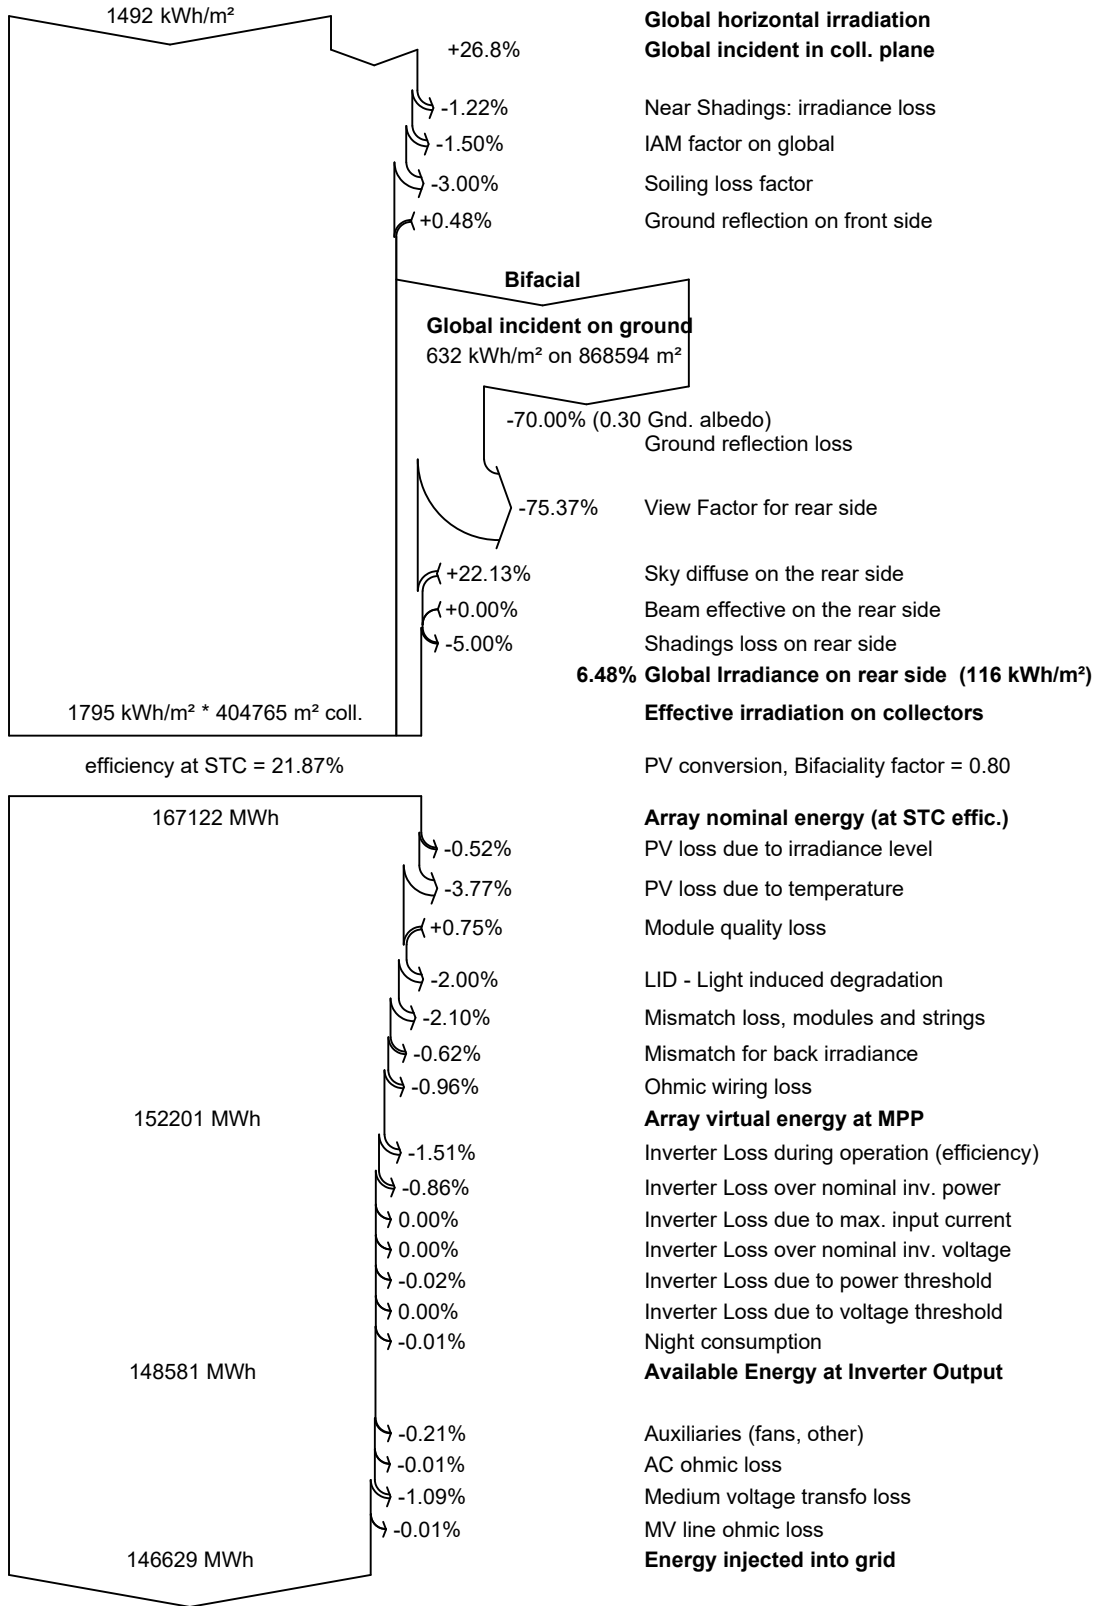 1492 kWh/m² Global horizontal irradiation
+26.8% Global incident in coll. plane
-1.22% Near Shadings: irradiance loss
-1.50% IAM factor on global
-3.00% Soiling loss factor
+0.48% Ground reflection on front side
Bifacial
Global incident on ground
632 kWh/m² on 868594 m²
-70.00% (0.30 Gnd. albedo)
Ground reflection loss
-75.37% View Factor for rear side
+22.13% Sky diffuse on the rear side
+0.00% Beam effective on the rear side
-5.00% Shadings loss on rear side
6.48% Global Irradiance on rear side (116 kWh/m²)
1795 kWh/m² * 404765 m² coll. Effective irradiation on collectors
efficiency at STC = 21.87% PV conversion, Bifaciality factor = 0.80
167122 MWh Array nominal energy (at STC effic.)
-0.52% PV loss due to irradiance level
-3.77% PV loss due to temperature
+0.75% Module quality loss
-2.00% LID - Light induced degradation
-2.10% Mismatch loss, modules and strings
-0.62% Mismatch for back irradiance
-0.96% Ohmic wiring loss
152201 MWh Array virtual energy at MPP
-1.51% Inverter Loss during operation (efficiency)
-0.86% Inverter Loss over nominal inv. power
0.00% Inverter Loss due to max. input current
0.00% Inverter Loss over nominal inv. voltage
-0.02% Inverter Loss due to power threshold
0.00% Inverter Loss due to voltage threshold
-0.01% Night consumption
148581 MWh Available Energy at Inverter Output
-0.21% Auxiliaries (fans, other)
-0.01% AC ohmic loss
-1.09% Medium voltage transfo loss
-0.01% MV line ohmic loss
146629 MWh Energy injected into grid